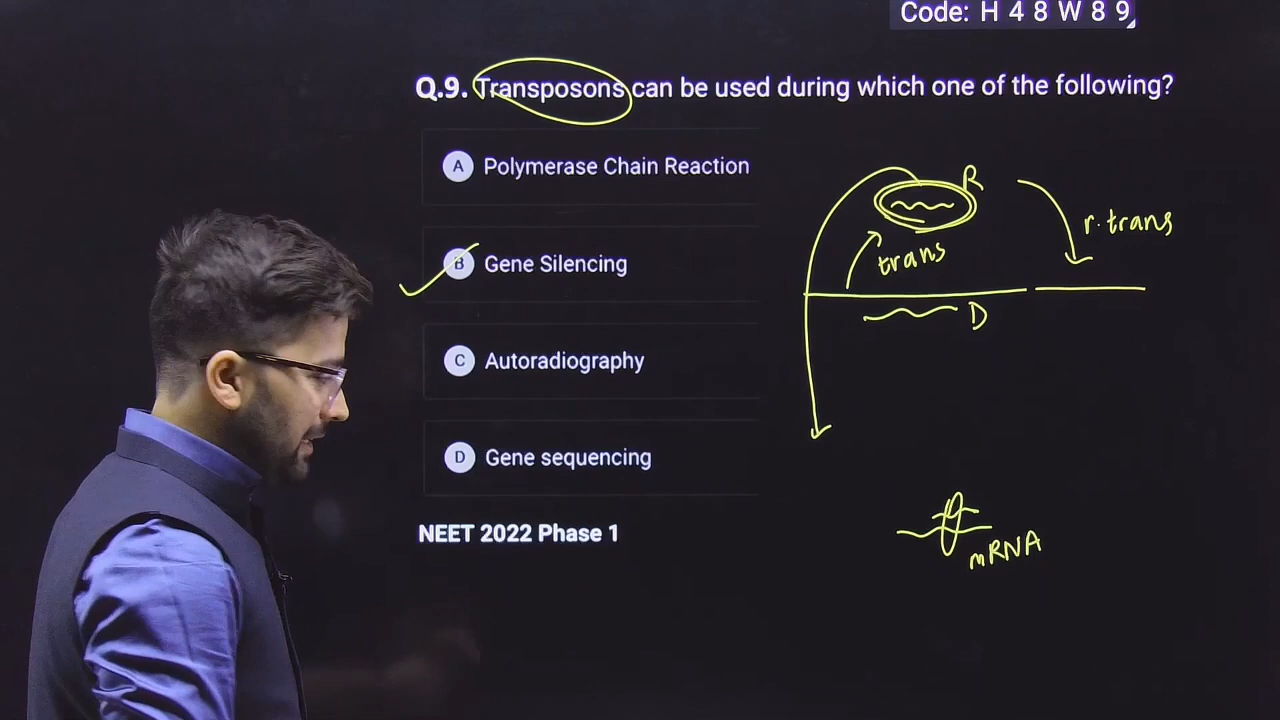 Code: H 4 8 W 8 9
Q.9. Transposons can be used during which one of the following?
A Polymerase Chain Reaction
B Gene Silencing
C Autoradiography
D Gene sequencing
NEET 2022 Phase 1
R
trans
r.trans
D
mRNA